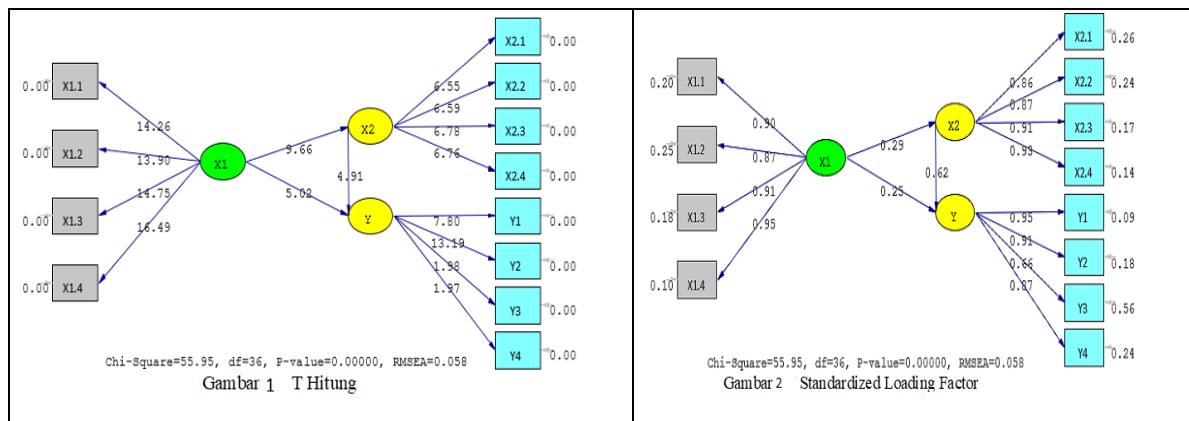 X2.1 0.00
X1.1 0.00
X2.2 0.00
6.55
6.59
14.26
X2
X2.3 0.00
6.78
0.00 X1.2
13.90
9.66
6.76
X1
X2.4 0.00
4.91
14.75
5.02
0.00 X1.3
Y
7.80
Y1 0.00
16.49
13.19
Y2 0.00
1.98
0.00 X1.4
1.97
Y3 0.00
Y4 0.00
Chi-Square=55.95, df=36, P-value=0.00000, RMSEA=0.058
Gambar 1 T Hitung
X2.1 0.26
0.20 X1.1
0.86
X2.2 0.24
0.87
0.90
X2
X2.3 0.17
0.91
0.25 X1.2
0.87
0.29
0.93
X1
X2.4 0.14
0.62
0.91
0.25
0.18 X1.3
Y
0.95
Y1 0.09
0.95
0.91
Y2 0.18
0.66
0.10 X1.4
0.87
Y3 0.56
Y4 0.24
Chi-Square=55.95, df=36, P-value=0.00000, RMSEA=0.058
Gambar 2 Standardized Loading Factor